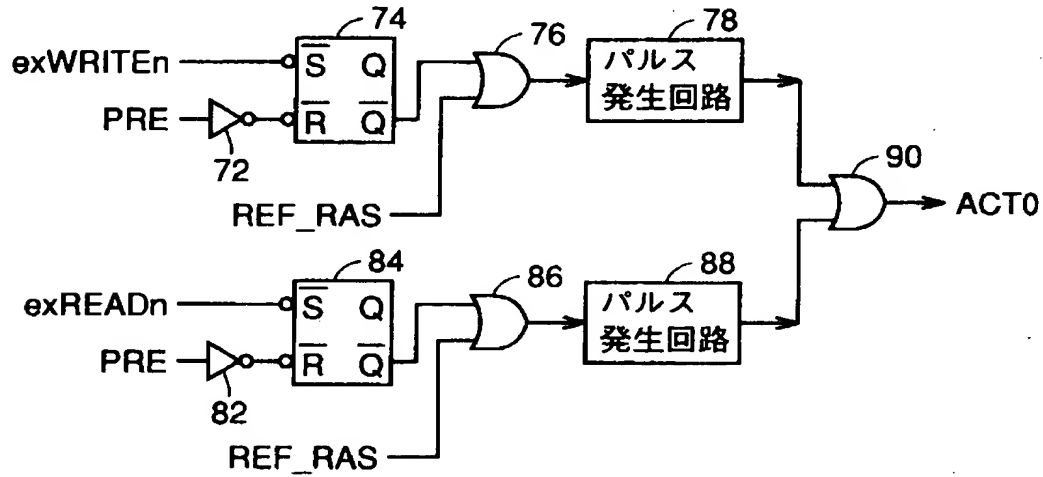 74
exWRITEn
S̅ Q
76
78
パルス
発生回路
PRE
R̅ Q̅
72
REF_RAS
90
ACT0
84
exREADn
S̅ Q
86
88
パルス
発生回路
PRE
R̅ Q̅
82
REF_RAS